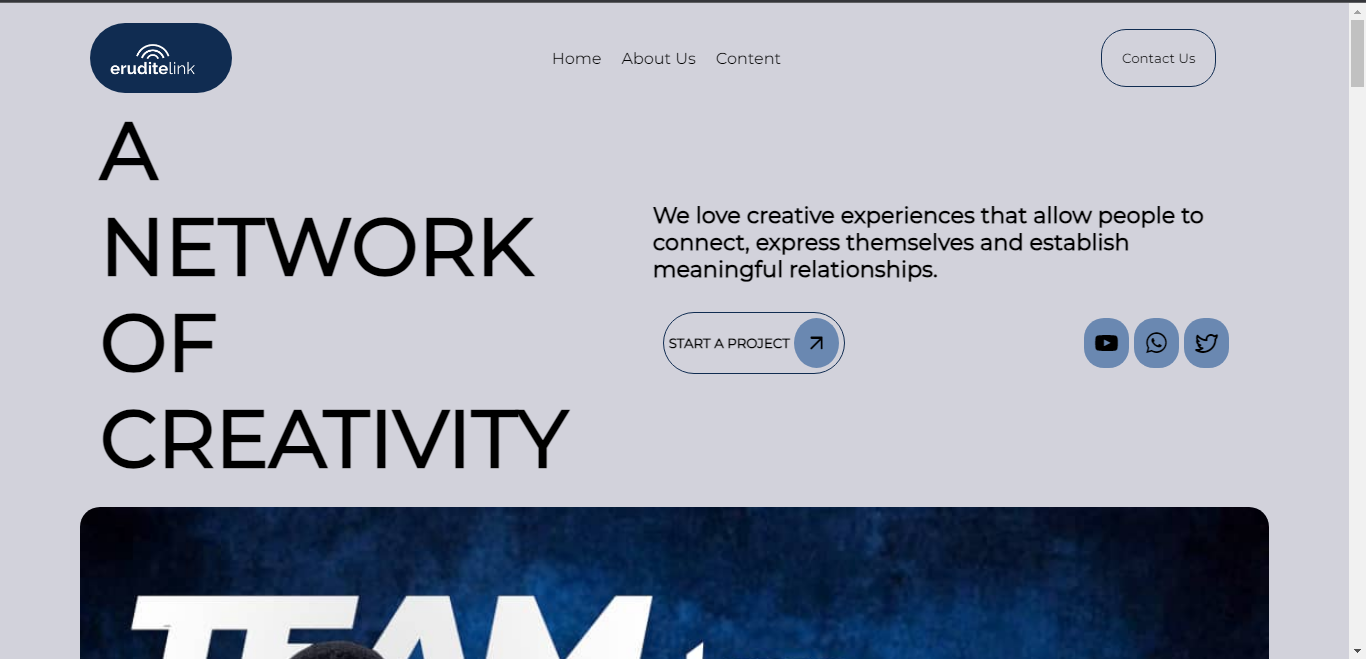 eruditelink
Home About Us Content
Contact Us
A
NETWORK
OF
CREATIVITY
We love creative experiences that allow people to
connect, express themselves and establish
meaningful relationships.
START A PROJECT
TEAM